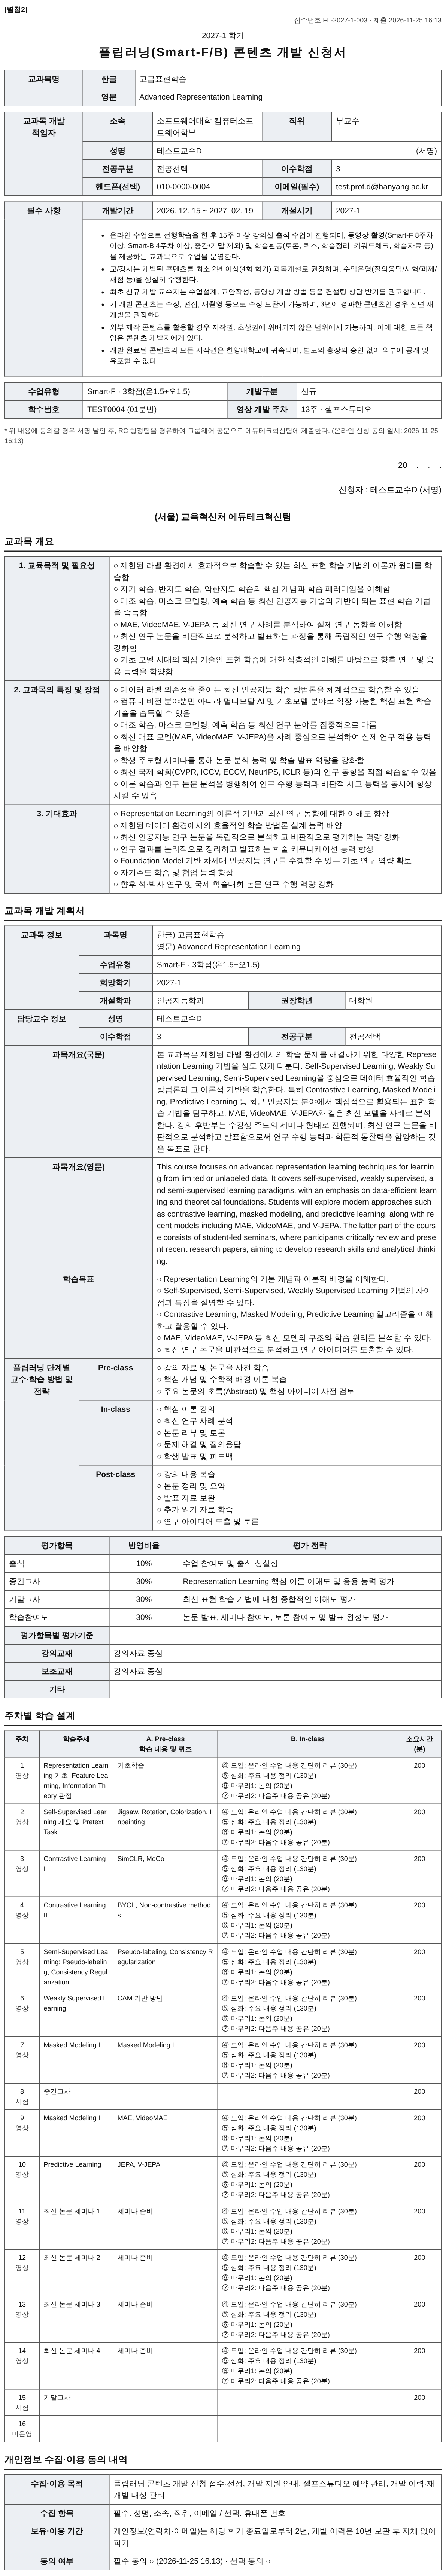 [별첨2]
접수번호 FL-2027-1-003 · 제출 2026-11-25 16:13
2027-1 학기
플립러닝(Smart-F/B) 콘텐츠 개발 신청서
교과목명 한글 고급표현학습
영문 Advanced Representation Learning
교과목 개발 책임자 소속 소프트웨어대학 컴퓨터소프트웨어학부 직위 부교수
성명 테스트교수D (서명)
전공구분 전공선택 이수학점 3
핸드폰(선택) 010-0000-0004 이메일(필수) test.prof.d@hanyang.ac.kr
필수 사항 개발기간 2026. 12. 15 ~ 2027. 02. 19 개설시기 2027-1
• 온라인 수업으로 선행학습을 한 후 15주 이상 강의실 출석 수업이 진행되며, 동영상 촬영(Smart-F 8주차
이상, Smart-B 4주차 이상, 중간/기말 제외) 및 학습활동(토론, 퀴즈, 학습정리, 키워드체크, 학습자료 등)
을 제공하는 교과목으로 수업을 운영한다.
• 교/강사는 개발된 콘텐츠를 최소 2년 이상(4회 학기) 과목개설로 권장하며, 수업운영(질의응답/시험/과제/
채점 등)을 성실히 수행한다.
• 최초 신규 개발 교수자는 수업설계, 교안작성, 동영상 개발 방법 등을 컨설팅 상담 받기를 권고합니다.
• 기 개발 콘텐츠는 수정, 편집, 재촬영 등으로 수정 보완이 가능하며, 3년이 경과한 콘텐츠인 경우 전면 재
개발을 권장한다.
• 외부 제작 콘텐츠를 활용할 경우 저작권, 초상권에 위배되지 않은 범위에서 가능하며, 이에 대한 모든 책
임은 콘텐츠 개발자에게 있다.
• 개발 완료된 콘텐츠의 모든 저작권은 한양대학교에 귀속되며, 별도의 총장의 승인 없이 외부에 공개 및
유포할 수 없다.
수업유형 Smart-F · 3학점(온1.5+오1.5) 개발구분 신규
학수번호 TEST0004 (01분반) 영상 개발 주차 13주 · 셀프스튜디오
* 위 내용에 동의할 경우 서명 날인 후, RC 행정팀을 경유하여 그룹웨어 공문으로 에듀테크혁신팀에 제출한다. (온라인 신청 동의 일시: 2026-11-25
16:13)
20 . . .
신청자 : 테스트교수D (서명)
(서울) 교육혁신처 에듀테크혁신팀
교과목 개요
1. 교육목적 및 필요성 ○ 제한된 라벨 환경에서 효과적으로 학습할 수 있는 최신 표현 학습 기법의 이론과 원리를 학
습함
○ 자가 학습, 반지도 학습, 약한지도 학습의 핵심 개념과 학습 패러다임을 이해함
○ 대조 학습, 마스크 모델링, 예측 학습 등 최신 인공지능 기술의 기반이 되는 표현 학습 기법
을 습득함
○ MAE, VideoMAE, V-JEPA 등 최신 연구 사례를 분석하여 실제 연구 동향을 이해함
○ 최신 연구 논문을 비판적으로 분석하고 발표하는 과정을 통해 독립적인 연구 수행 역량을
강화함
○ 기초 모델 시대의 핵심 기술인 표현 학습에 대한 심층적인 이해를 바탕으로 향후 연구 및 응
용 능력을 함양함
2. 교과목의 특징 및 장점 ○ 데이터 라벨 의존성을 줄이는 최신 인공지능 학습 방법론을 체계적으로 학습할 수 있음
○ 컴퓨터 비전 분야뿐만 아니라 멀티모달 AI 및 기초모델 분야로 확장 가능한 핵심 표현 학습
기술을 습득할 수 있음
○ 대조 학습, 마스크 모델링, 예측 학습 등 최신 연구 분야를 집중적으로 다룸
○ 최신 대표 모델(MAE, VideoMAE, V-JEPA)을 사례 중심으로 분석하여 실제 연구 적용 능력
을 배양함
○ 학생 주도형 세미나를 통해 논문 분석 능력 및 학술 발표 역량을 강화함
○ 최신 국제 학회(CVPR, ICCV, ECCV, NeurIPS, ICLR 등)의 연구 동향을 직접 학습할 수 있음
○ 이론 학습과 연구 논문 분석을 병행하여 연구 수행 능력과 비판적 사고 능력을 동시에 향상
시킬 수 있음
3. 기대효과 ○ Representation Learning의 이론적 기반과 최신 연구 동향에 대한 이해도 향상
○ 제한된 데이터 환경에서의 효율적인 학습 방법론 설계 능력 배양
○ 최신 인공지능 연구 논문을 독립적으로 분석하고 비판적으로 평가하는 역량 강화
○ 연구 결과를 논리적으로 정리하고 발표하는 학술 커뮤니케이션 능력 향상
○ Foundation Model 기반 차세대 인공지능 연구를 수행할 수 있는 기초 연구 역량 확보
○ 자기주도 학습 및 협업 능력 향상
○ 향후 석·박사 연구 및 국제 학술대회 논문 연구 수행 역량 강화
교과목 개발 계획서
교과목 정보 과목명 한글) 고급표현학습
영문) Advanced Representation Learning
수업유형 Smart-F · 3학점(온1.5+오1.5)
희망학기 2027-1
개설학과 인공지능학과 권장학년 대학원
담당교수 정보 성명 테스트교수D
이수학점 3 전공구분 전공선택
과목개요(국문) 본 교과목은 제한된 라벨 환경에서의 학습 문제를 해결하기 위한 다양한 Represe
ntation Learning 기법을 심도 있게 다룬다. Self-Supervised Learning, Weakly Su
pervised Learning, Semi-Supervised Learning을 중심으로 데이터 효율적인 학습
방법론과 그 이론적 기반을 학습한다. 특히 Contrastive Learning, Masked Modeli
ng, Predictive Learning 등 최근 인공지능 분야에서 핵심적으로 활용되는 표현 학
습 기법을 탐구하고, MAE, VideoMAE, V-JEPA와 같은 최신 모델을 사례로 분석
한다. 강의 후반부는 수강생 주도의 세미나 형태로 진행되며, 최신 연구 논문을 비
판적으로 분석하고 발표함으로써 연구 수행 능력과 학문적 통찰력을 함양하는 것
을 목표로 한다.
과목개요(영문) This course focuses on advanced representation learning techniques for learnin
g from limited or unlabeled data. It covers self-supervised, weakly supervised, a
nd semi-supervised learning paradigms, with an emphasis on data-efficient learn
ing and theoretical foundations. Students will explore modern approaches such
as contrastive learning, masked modeling, and predictive learning, along with re
cent models including MAE, VideoMAE, and V-JEPA. The latter part of the cours
e consists of student-led seminars, where participants critically review and prese
nt recent research papers, aiming to develop research skills and analytical thinki
ng.
학습목표 ○ Representation Learning의 기본 개념과 이론적 배경을 이해한다.
○ Self-Supervised, Semi-Supervised, Weakly Supervised Learning 기법의 차이
점과 특징을 설명할 수 있다.
○ Contrastive Learning, Masked Modeling, Predictive Learning 알고리즘을 이해
하고 활용할 수 있다.
○ MAE, VideoMAE, V-JEPA 등 최신 모델의 구조와 학습 원리를 분석할 수 있다.
○ 최신 연구 논문을 비판적으로 분석하고 연구 아이디어를 도출할 수 있다.
플립러닝 단계별 교수·학습 방법 및 전략 Pre-class ○ 강의 자료 및 논문을 사전 학습
○ 핵심 개념 및 수학적 배경 이론 복습
○ 주요 논문의 초록(Abstract) 및 핵심 아이디어 사전 검토
In-class ○ 핵심 이론 강의
○ 최신 연구 사례 분석
○ 논문 리뷰 및 토론
○ 문제 해결 및 질의응답
○ 학생 발표 및 피드백
Post-class ○ 강의 내용 복습
○ 논문 정리 및 요약
○ 발표 자료 보완
○ 추가 읽기 자료 학습
○ 연구 아이디어 도출 및 토론
평가항목 반영비율 평가 전략
출석 10% 수업 참여도 및 출석 성실성
중간고사 30% Representation Learning 핵심 이론 이해도 및 응용 능력 평가
기말고사 30% 최신 표현 학습 기법에 대한 종합적인 이해도 평가
학습참여도 30% 논문 발표, 세미나 참여도, 토론 참여도 및 발표 완성도 평가
평가항목별 평가기준
강의교재 강의자료 중심
보조교재 강의자료 중심
기타
주차별 학습 설계
주차 학습주제 A. Pre-class 학습 내용 및 퀴즈 B. In-class 소요시간(분)
1 영상 Representation Learn
ing 기초: Feature Lea
rning, Information Th
eory 관점
기초학습
④ 도입: 온라인 수업 내용 간단히 리뷰 (30분)
⑤ 심화: 주요 내용 정리 (130분)
⑥ 마무리1: 논의 (20분)
⑦ 마무리2: 다음주 내용 공유 (20분)
200
2 영상 Self-Supervised Lear
ning 개요 및 Pretext
Task
Jigsaw, Rotation, Colorization, I
npainting
④ 도입: 온라인 수업 내용 간단히 리뷰 (30분)
⑤ 심화: 주요 내용 정리 (130분)
⑥ 마무리1: 논의 (20분)
⑦ 마무리2: 다음주 내용 공유 (20분)
200
3 영상 Contrastive Learning
I
SimCLR, MoCo
④ 도입: 온라인 수업 내용 간단히 리뷰 (30분)
⑤ 심화: 주요 내용 정리 (130분)
⑥ 마무리1: 논의 (20분)
⑦ 마무리2: 다음주 내용 공유 (20분)
200
4 영상 Contrastive Learning
II
BYOL, Non-contrastive method
s
④ 도입: 온라인 수업 내용 간단히 리뷰 (30분)
⑤ 심화: 주요 내용 정리 (130분)
⑥ 마무리1: 논의 (20분)
⑦ 마무리2: 다음주 내용 공유 (20분)
200
5 영상 Semi-Supervised Lea
rning: Pseudo-labelin
g, Consistency Regul
arization
Pseudo-labeling, Consistency R
egularization
④ 도입: 온라인 수업 내용 간단히 리뷰 (30분)
⑤ 심화: 주요 내용 정리 (130분)
⑥ 마무리1: 논의 (20분)
⑦ 마무리2: 다음주 내용 공유 (20분)
200
6 영상 Weakly Supervised L
earning
CAM 기반 방법
④ 도입: 온라인 수업 내용 간단히 리뷰 (30분)
⑤ 심화: 주요 내용 정리 (130분)
⑥ 마무리1: 논의 (20분)
⑦ 마무리2: 다음주 내용 공유 (20분)
200
7 영상 Masked Modeling I
Masked Modeling I
④ 도입: 온라인 수업 내용 간단히 리뷰 (30분)
⑤ 심화: 주요 내용 정리 (130분)
⑥ 마무리1: 논의 (20분)
⑦ 마무리2: 다음주 내용 공유 (20분)
200
8 시험 중간고사 200
9 영상 Masked Modeling II
MAE, VideoMAE
④ 도입: 온라인 수업 내용 간단히 리뷰 (30분)
⑤ 심화: 주요 내용 정리 (130분)
⑥ 마무리1: 논의 (20분)
⑦ 마무리2: 다음주 내용 공유 (20분)
200
10 영상 Predictive Learning
JEPA, V-JEPA
④ 도입: 온라인 수업 내용 간단히 리뷰 (30분)
⑤ 심화: 주요 내용 정리 (130분)
⑥ 마무리1: 논의 (20분)
⑦ 마무리2: 다음주 내용 공유 (20분)
200
11 영상 최신 논문 세미나 1
세미나 준비
④ 도입: 온라인 수업 내용 간단히 리뷰 (30분)
⑤ 심화: 주요 내용 정리 (130분)
⑥ 마무리1: 논의 (20분)
⑦ 마무리2: 다음주 내용 공유 (20분)
200
12 영상 최신 논문 세미나 2
세미나 준비
④ 도입: 온라인 수업 내용 간단히 리뷰 (30분)
⑤ 심화: 주요 내용 정리 (130분)
⑥ 마무리1: 논의 (20분)
⑦ 마무리2: 다음주 내용 공유 (20분)
200
13 영상 최신 논문 세미나 3
세미나 준비
④ 도입: 온라인 수업 내용 간단히 리뷰 (30분)
⑤ 심화: 주요 내용 정리 (130분)
⑥ 마무리1: 논의 (20분)
⑦ 마무리2: 다음주 내용 공유 (20분)
200
14 영상 최신 논문 세미나 4
세미나 준비
④ 도입: 온라인 수업 내용 간단히 리뷰 (30분)
⑤ 심화: 주요 내용 정리 (130분)
⑥ 마무리1: 논의 (20분)
⑦ 마무리2: 다음주 내용 공유 (20분)
200
15 시험 기말고사 200
16 미운영
개인정보 수집·이용 동의 내역
수집·이용 목적 플립러닝 콘텐츠 개발 신청 접수·선정, 개발 지원 안내, 셀프스튜디오 예약 관리, 개발 이력·재
개발 대상 관리
수집 항목 필수: 성명, 소속, 직위, 이메일 / 선택: 휴대폰 번호
보유·이용 기간 개인정보(연락처·이메일)는 해당 학기 종료일로부터 2년, 개발 이력은 10년 보관 후 지체 없이
파기
동의 여부 필수 동의 ○ (2026-11-25 16:13) · 선택 동의 ○